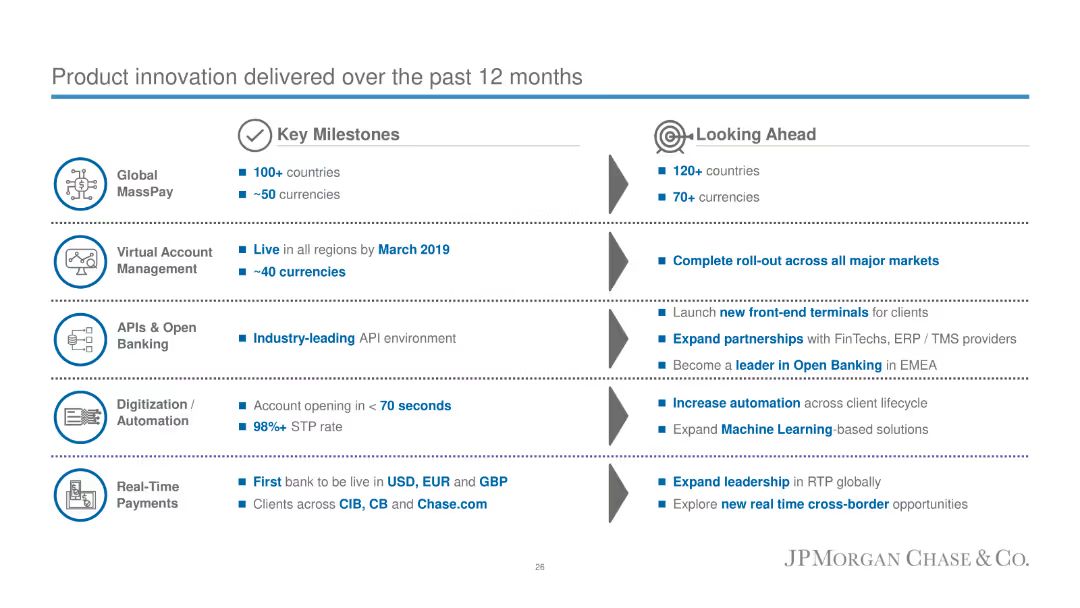 Product innovation delivered over the past 12 months
Key Milestones
Looking Ahead
Global
MassPay
100+ countries
~50 currencies
120+ countries
70+ currencies
Virtual Account
Management
Live in all regions by March 2019
~40 currencies
Complete roll-out across all major markets
APIs & Open
Banking
Industry-leading API environment
Launch new front-end terminals for clients
Expand partnerships with FinTechs, ERP / TMS providers
Become a leader in Open Banking in EMEA
Digitization /
Automation
Account opening in < 70 seconds
98%+ STP rate
Increase automation across client lifecycle
Expand Machine Learning-based solutions
Real-Time
Payments
First bank to be live in USD, EUR and GBP
Clients across CIB, CB and Chase.com
Expand leadership in RTP globally
Explore new real time cross-border opportunities
26
JPMORGAN CHASE & CO.